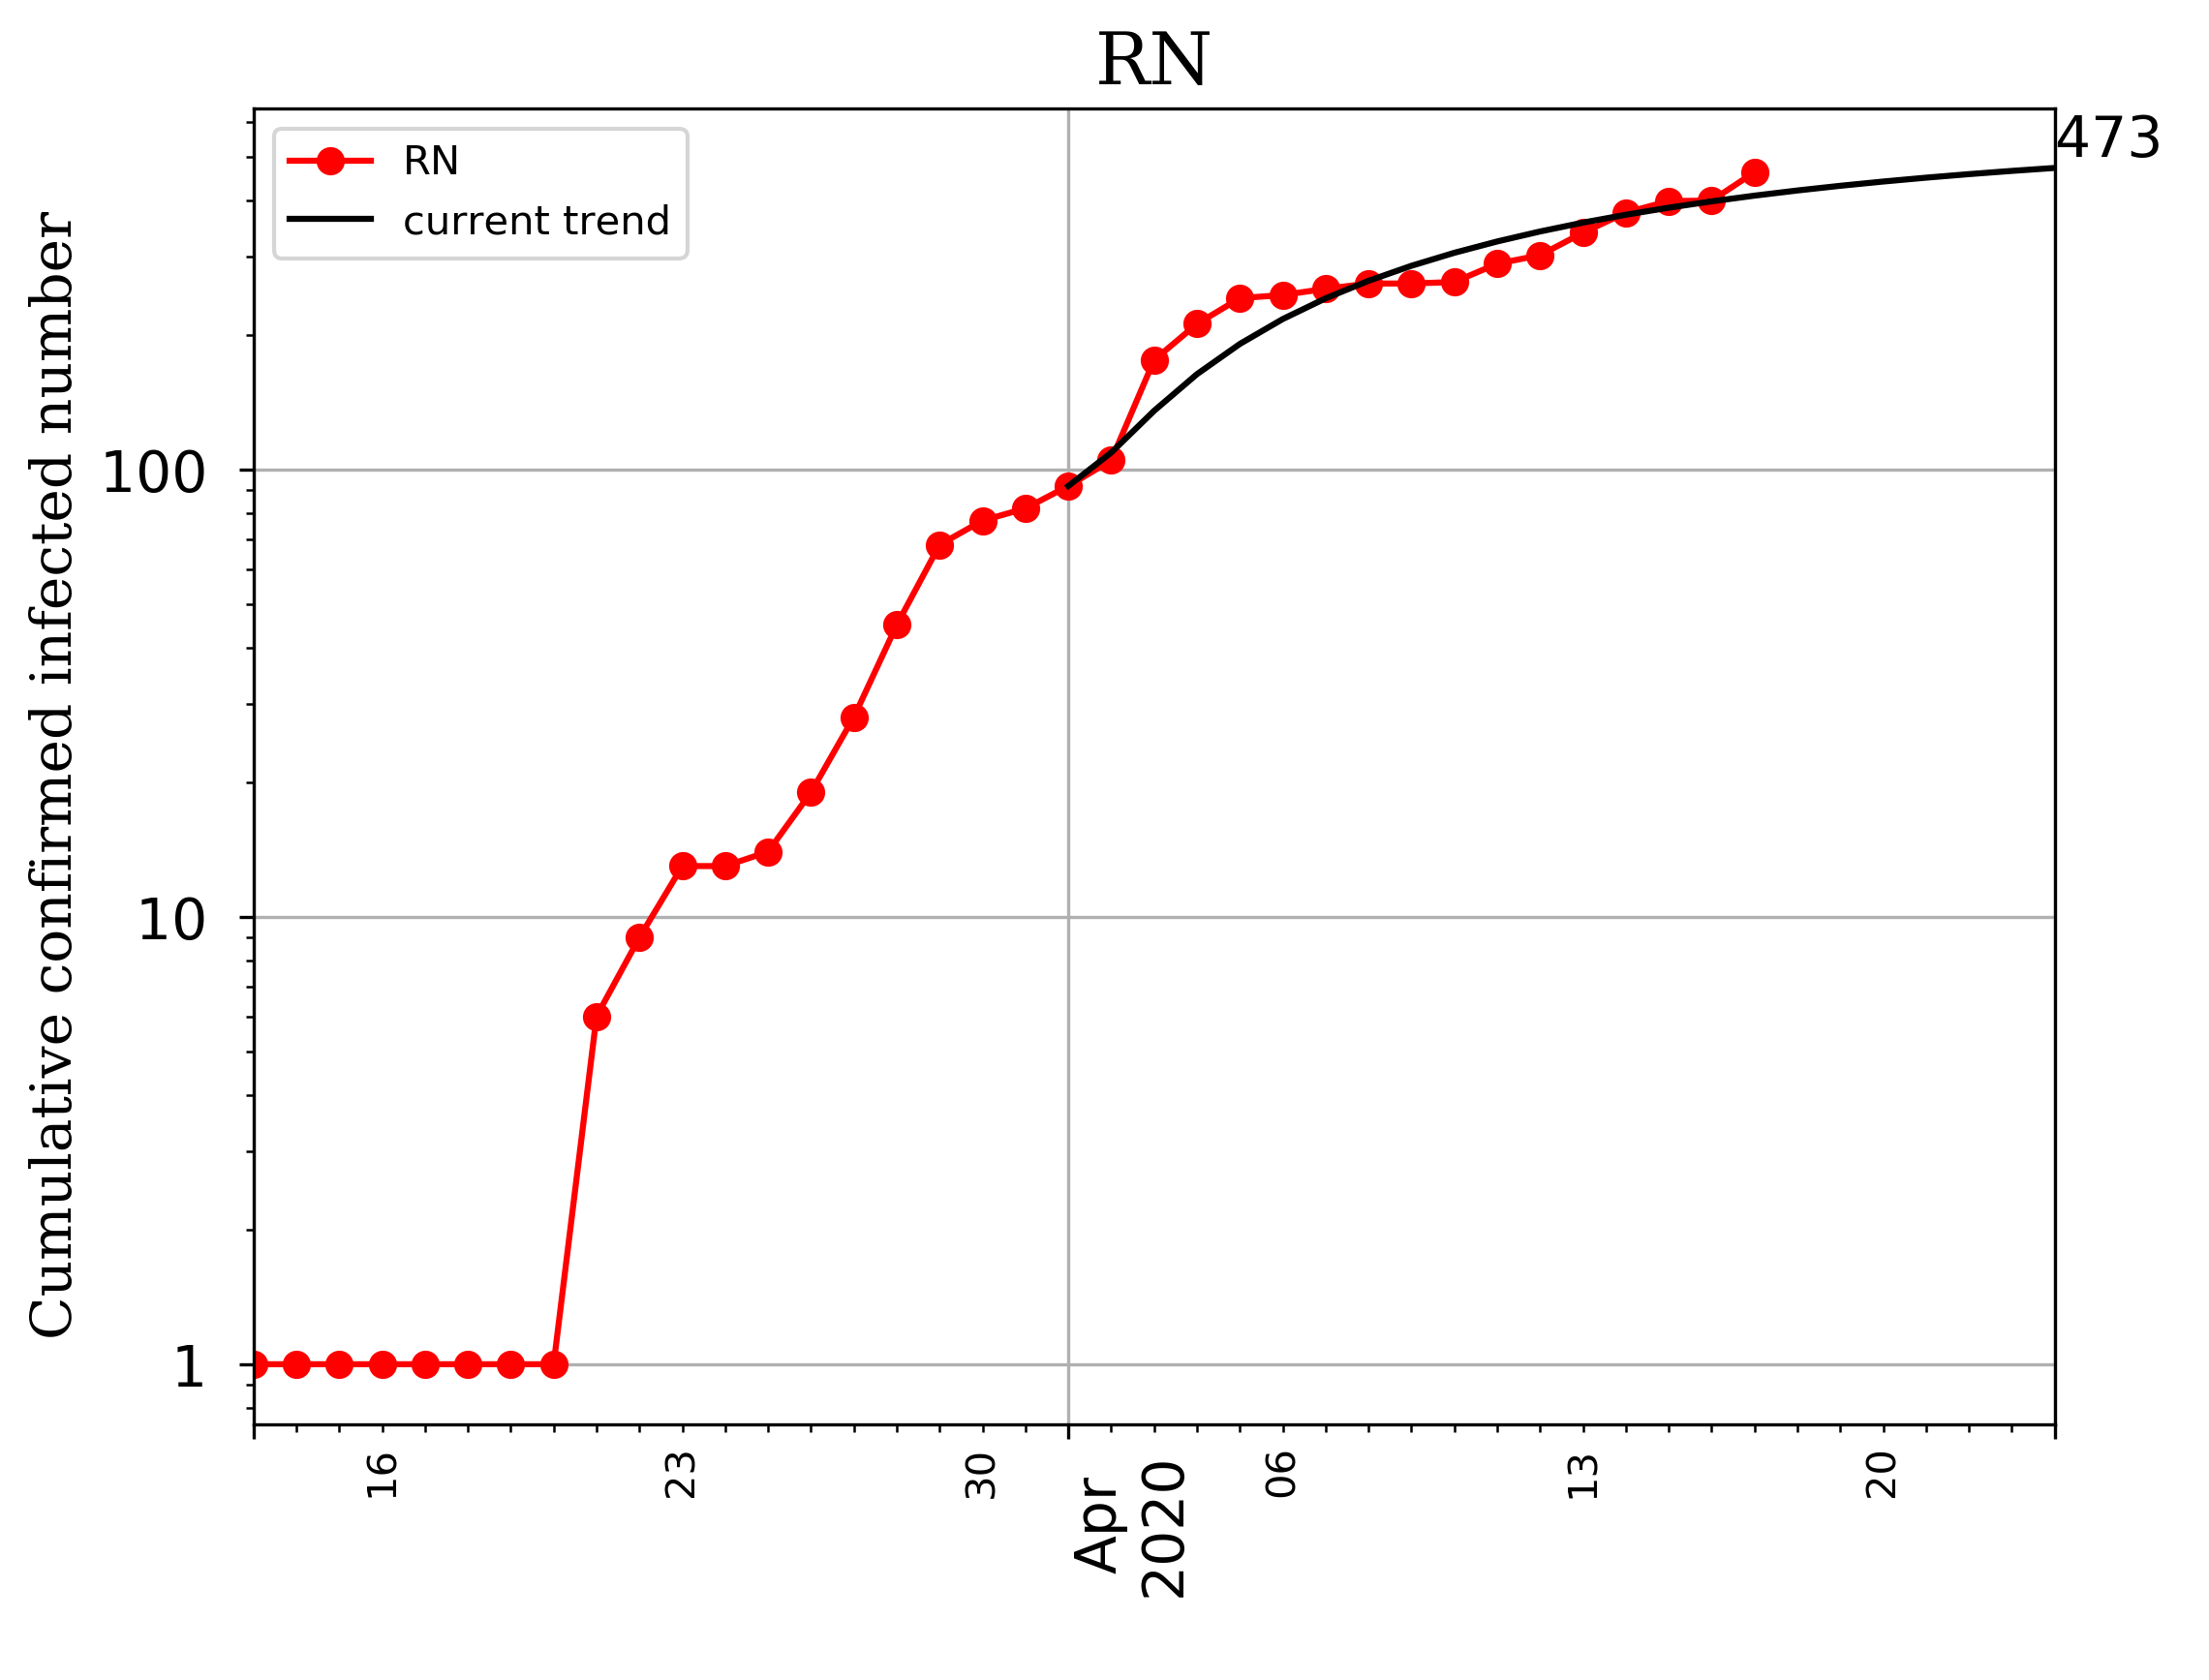 RN
473
RN
current trend
Cumulative confirmed infected number
100
10
1
16
23
30
Apr
2020
06
13
20